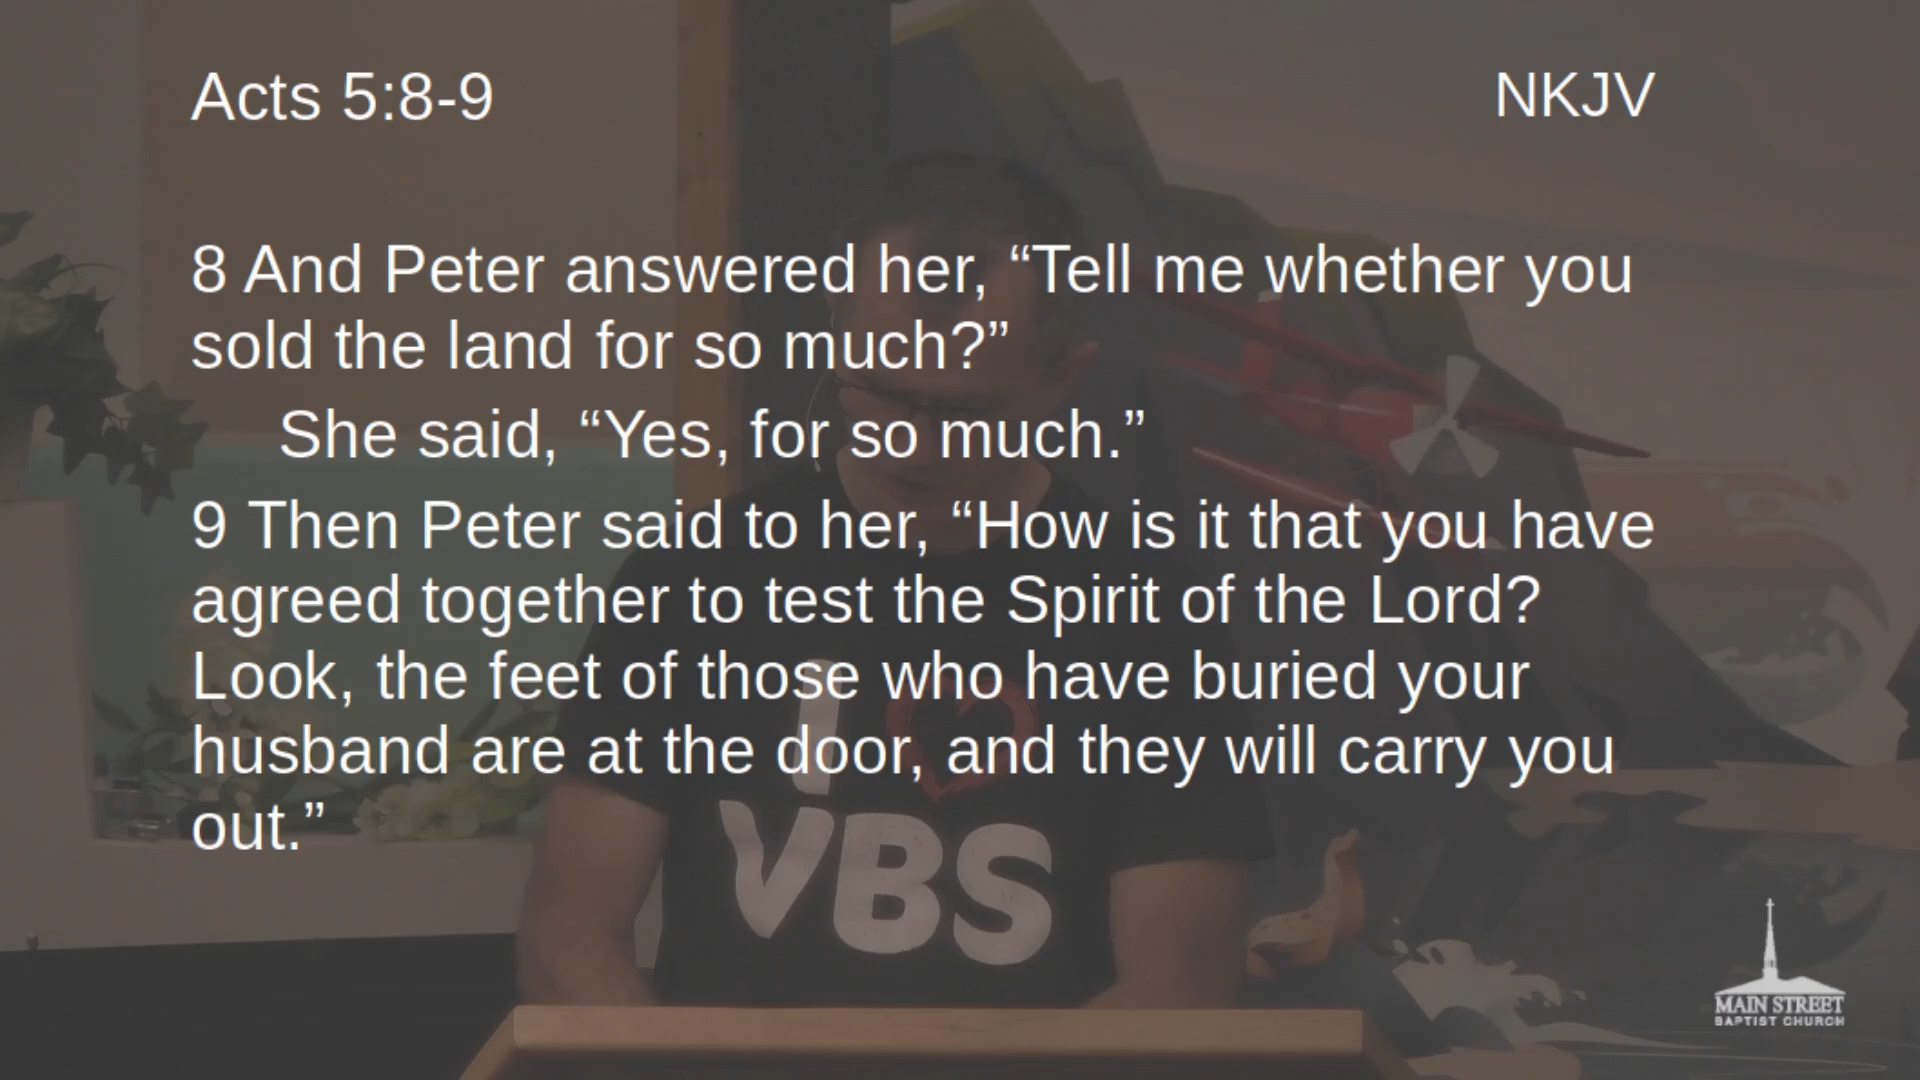 Acts 5:8-9
NKJV
8 And Peter answered her, “Tell me whether you
sold the land for so much?”
She said, “Yes, for so much.”
9 Then Peter said to her, “How is it that you have
agreed together to test the Spirit of the Lord?
Look, the feet of those who have buried your
husband are at the door, and they will carry you
out.”
I
VBS
MAIN STREET
BAPTIST CHURCH